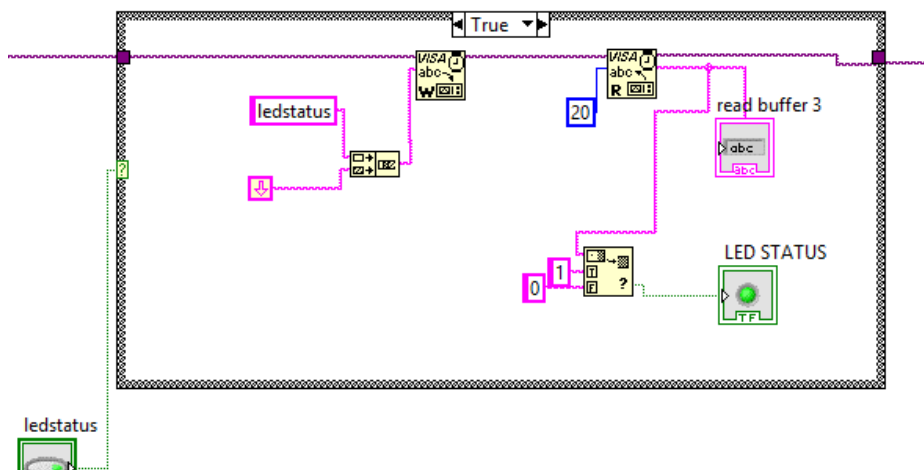 True
VISA
abc
W
VISA
abc
R
ledstatus
20
read buffer 3
abc
abc
?
LED STATUS
1
T
0
F
?
TF
ledstatus